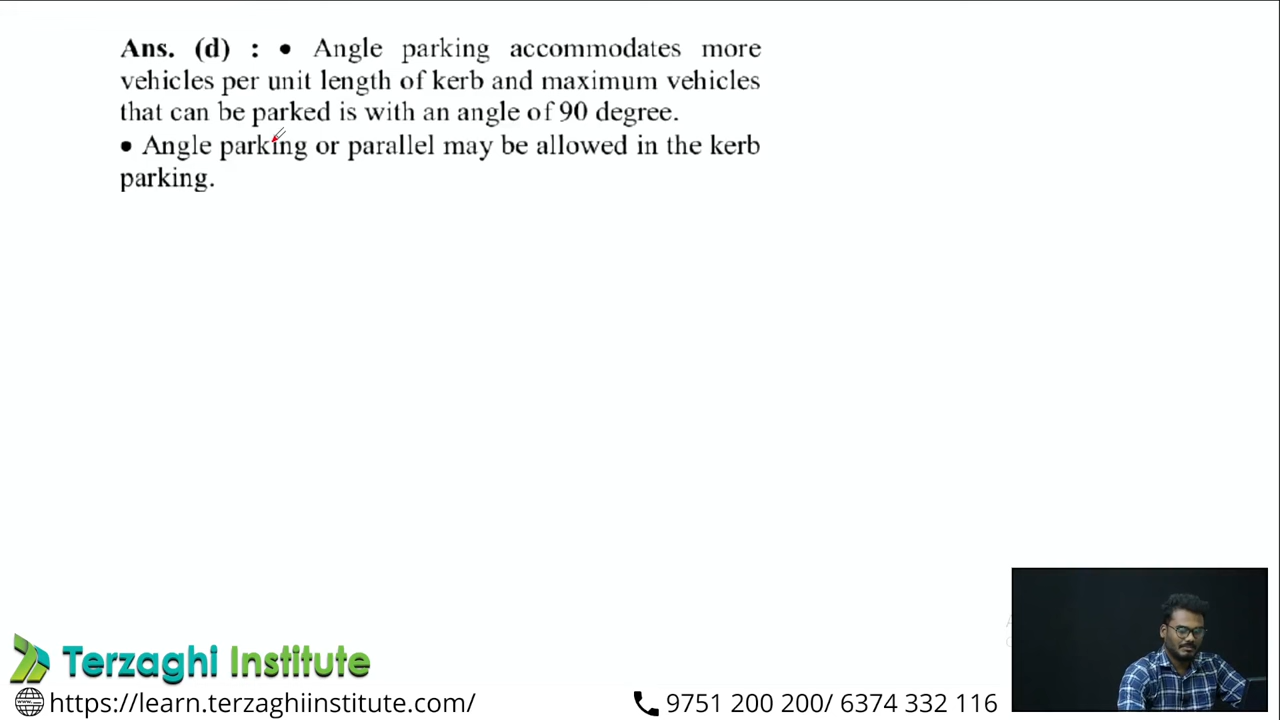 Ans. (d) : • Angle parking accommodates more
vehicles per unit length of kerb and maximum vehicles
that can be parked is with an angle of 90 degree.
• Angle parking or parallel may be allowed in the kerb
parking.
Terzaghi Institute
https://learn.terzaghiinstitute.com/
9751 200 200/ 6374 332 116